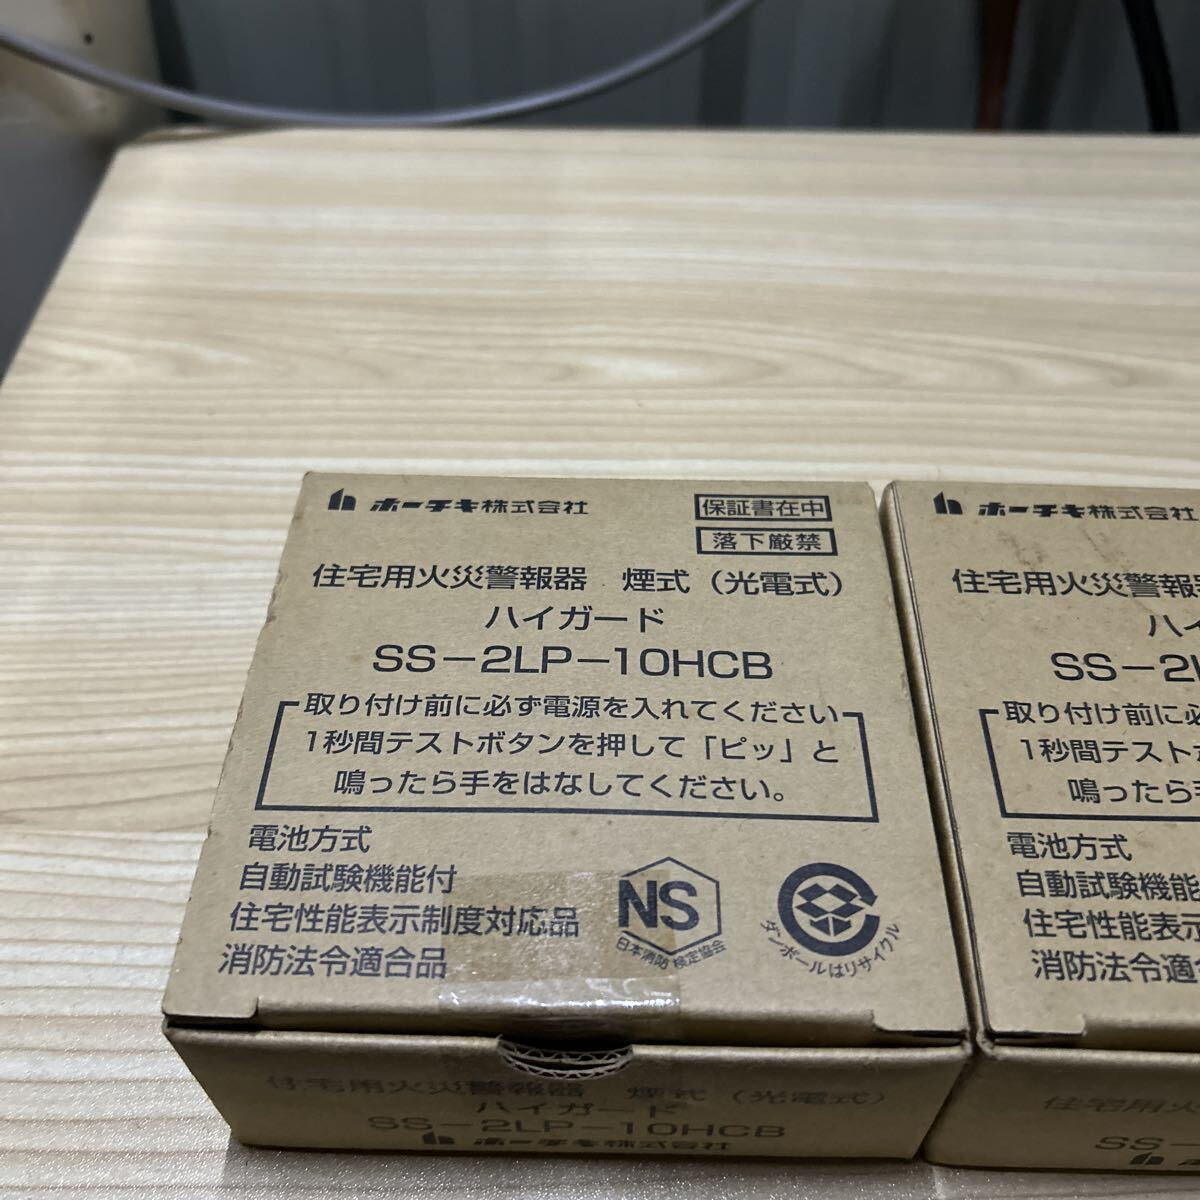 ホーチキ株式会社
保証書在中
落下厳禁
住宅用火災警報器 煙式(光電式)
ハイガード
SS-2LP-10HCB
取り付け前に必ず電源を入れてください
1秒間テストボタンを押して「ピッ」と
鳴ったら手をはなしてください。
電池方式
自動試験機能付
住宅性能表示制度対応品
消防法令適合品
NS
日本消防検定協会
ダンボールはリサイクル
住宅用火災警報器 煙式(光電式)
ハイガード
SS-2LP-10HCB
ホーチキ株式会社
ホーチキ株式会社
住宅用火災警報
ハイ
SS-2
取り付け前に
1秒間テスト
鳴ったら
電池方式
自動試験機能
住宅性能表
消防法令適
住宅用火
SS-